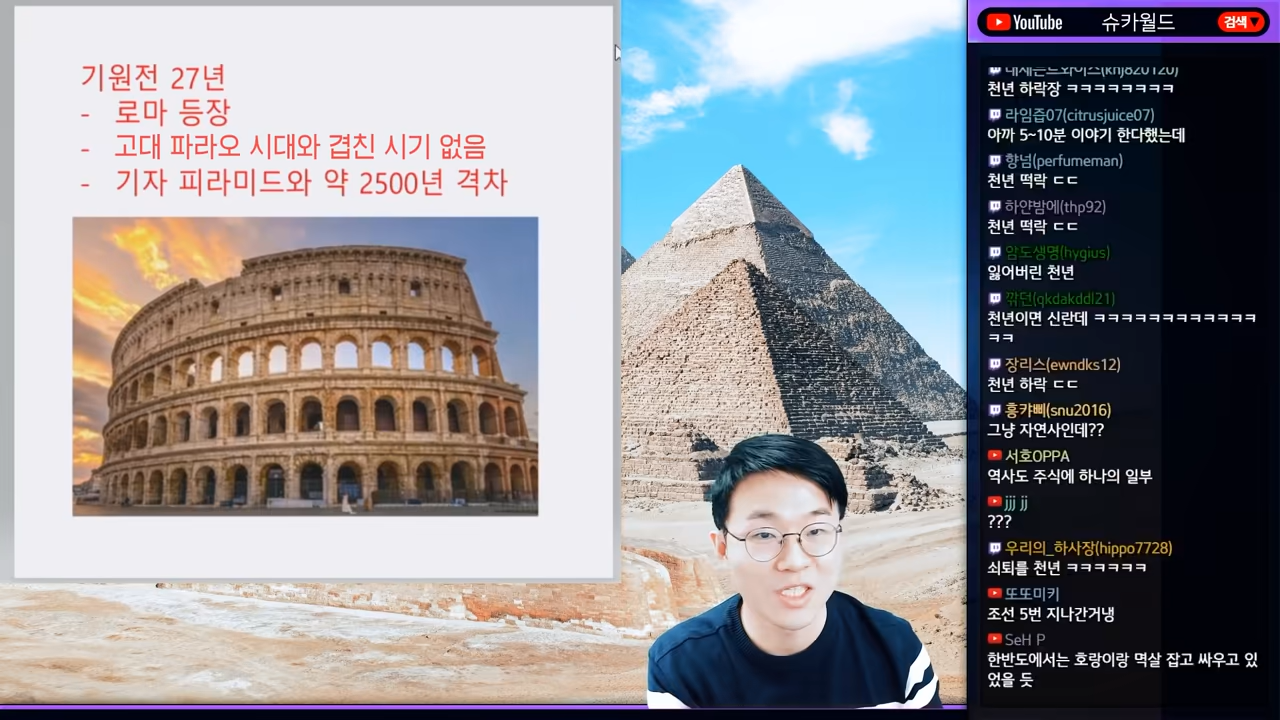 기원전 27년
- 로마 등장
- 고대 파라오 시대와 겹친 시기 없음
- 기자 피라미드와 약 2500년 격차
YouTube 슈카월드 검색
천년 하락장 ㅋㅋㅋㅋㅋㅋㅋㅋ
라임즙07(citrusjuice07)
아까 5~10분 이야기 한다했는데
향넘(perfumeman)
천년 떡락 ㄷㄷ
하얀밤에(thp92)
천년 떡락 ㄷㄷ
암도생명(hygius)
잃어버린 천년
깎던(qkdakddl21)
천년이면 신란데 ㅋㅋㅋㅋㅋㅋㅋㅋㅋㅋㅋㅋ
ㅋㅋ
장리스(ewndks12)
천년 하락 ㄷㄷ
흥캬삐(snu2016)
그냥 자연사인데??
서호OPPA
역사도 주식에 하나의 일부
jjj jj
???
우리의_하사장(hippo7728)
쇠퇴를 천년 ㅋㅋㅋㅋㅋㅋ
또또미키
조선 5번 지나간거냉
SeH P
한반도에서는 호랑이랑 멱살 잡고 싸우고 있
었을 듯